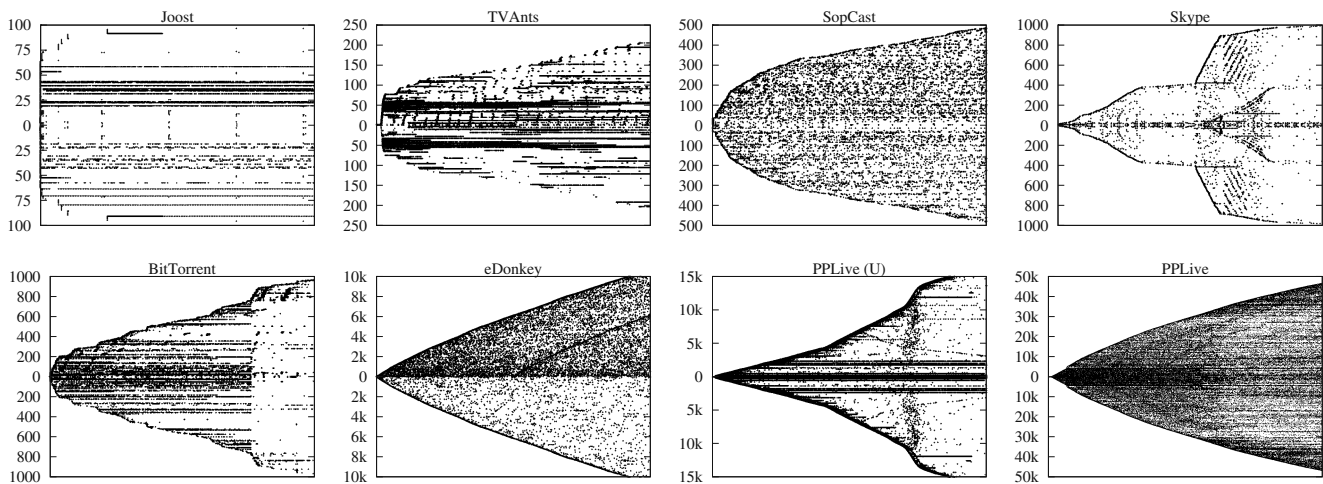 Joost
100
75
50
25
0
25
50
75
100
TVAnts
250
200
150
100
50
0
50
100
150
200
250
SopCast
500
400
300
200
100
0
100
200
300
400
500
Skype
1000
800
600
400
200
0
200
400
600
800
1000
BitTorrent
1000
800
600
400
200
0
200
400
600
800
1000
eDonkey
10k
8k
6k
4k
2k
0
2k
4k
6k
8k
10k
PPLive (U)
15k
10k
5k
0
5k
10k
15k
PPLive
50k
40k
30k
20k
10k
0
10k
20k
30k
40k
50k